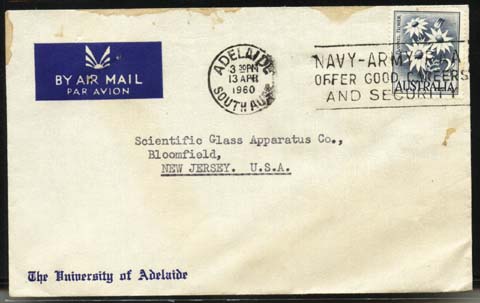 BY AIR MAIL
PAR AVION
ADELAIDE
3 30PM
13 APR
1960
SOUTH AUST
NAVY-ARMY
OFFER GOOD CAREERS
AND SECURITY
AUSTRALIA
Scientific Glass Apparatus Co.,
Bloomfield,
NEW JERSEY. U.S.A.
The University of Adelaide